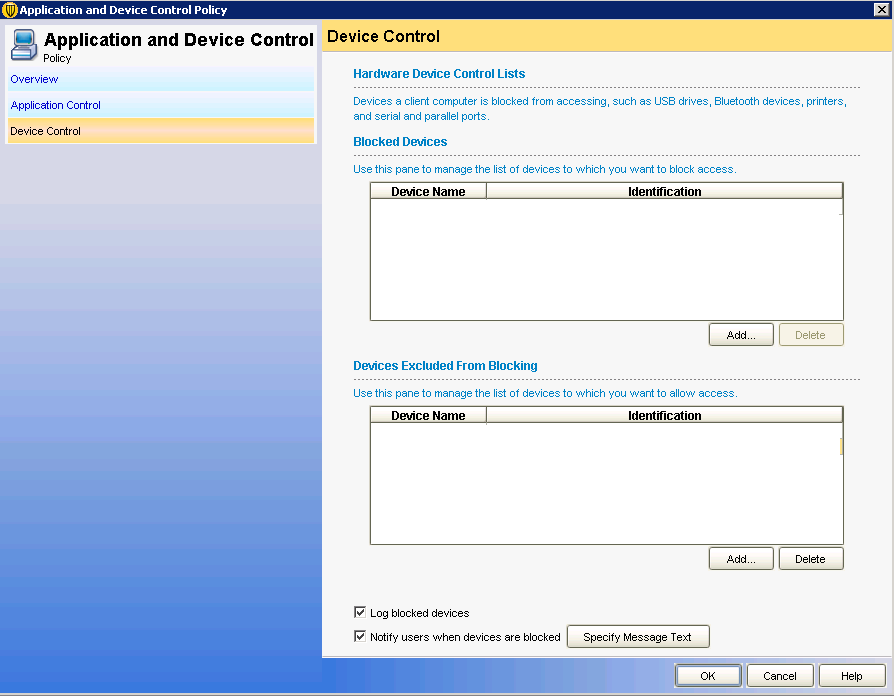 Application and Device Control Policy
Application and Device Control
Policy
Overview
Application Control
Device Control
Device Control
Hardware Device Control Lists
Devices a client computer is blocked from accessing, such as USB drives, Bluetooth devices, printers,
and serial and parallel ports.
Blocked Devices
Use this pane to manage the list of devices to which you want to block access.
Device Name Identification
Add... Delete
Devices Excluded From Blocking
Use this pane to manage the list of devices to which you want to allow access.
Device Name Identification
Add... Delete
Log blocked devices
Notify users when devices are blocked Specify Message Text
OK Cancel Help